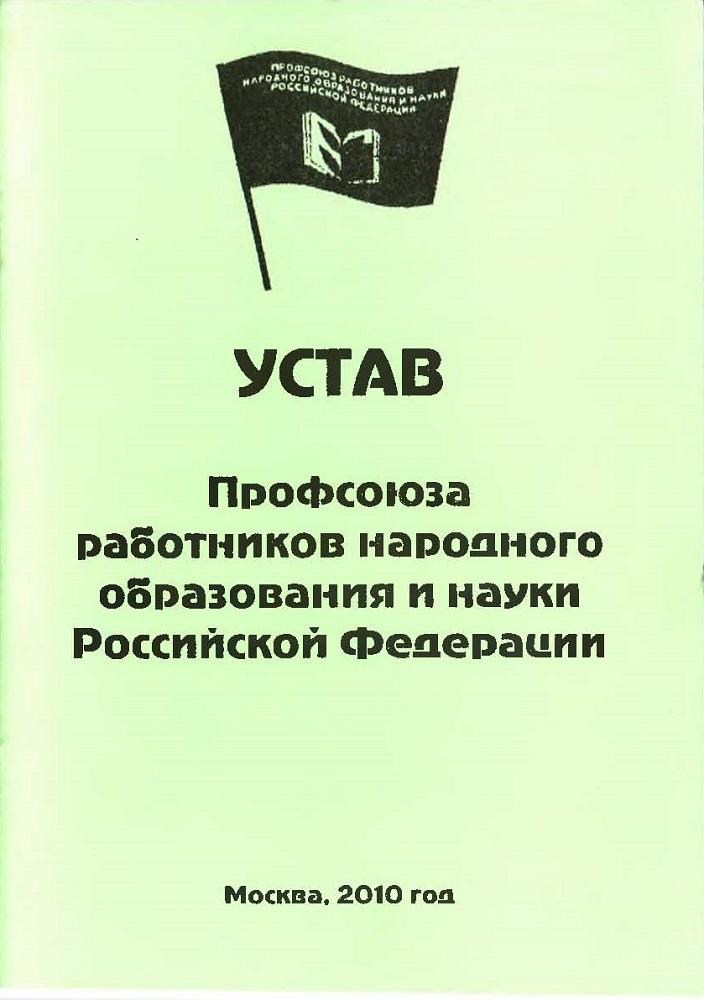 ПРОФСОЮЗ РАБОТНИКОВ
НАРОДНОГО ОБРАЗОВАНИЯ И НАУКИ
РОССИЙСКОЙ ФЕДЕРАЦИИ
УСТАВ
Профсоюза
работников народного
образования и науки
Российской Федерации
Москва, 2010 год